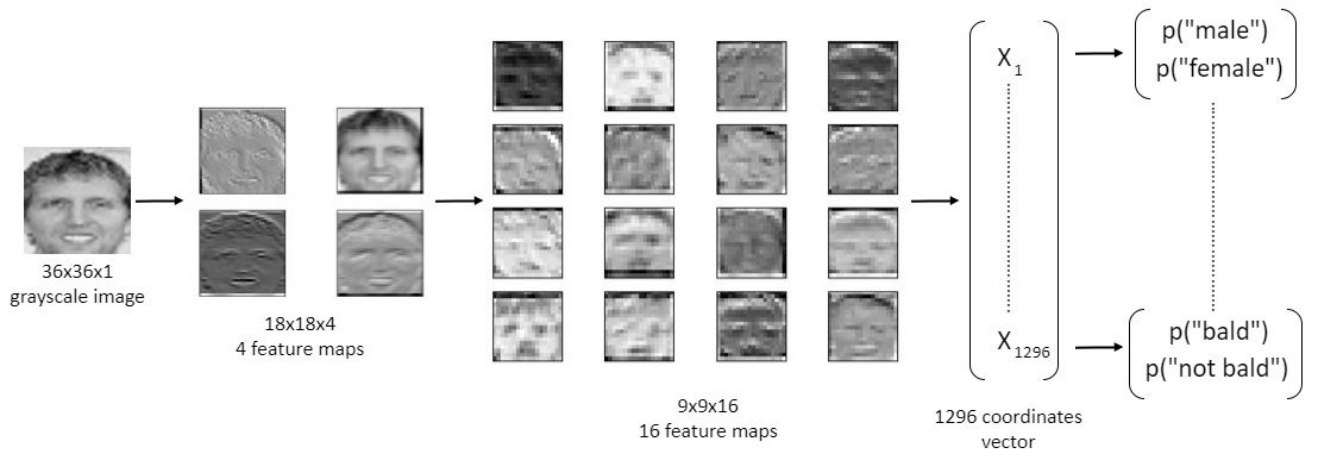 36x36x1
grayscale image
18x18x4
4 feature maps
9x9x16
16 feature maps
X1
X1296
1296 coordinates
vector
p("male")
p("female")
p("bald")
p("not bald")